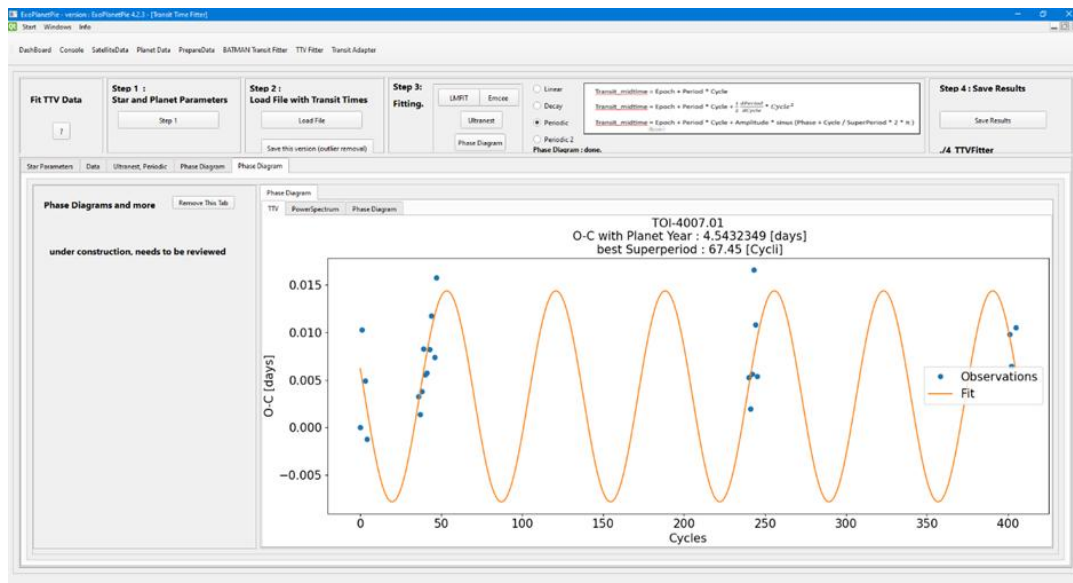 ExoPlanetPie - version : ExoPlanetPie 4.2.3 - [Transit Time Fitter]
Start Windows Info
DashBoard Console SatelliteData Planet Data PrepareData BATMAN Transit Fitter TTV Fitter Transit Adapter
Fit TTV Data
?
Step 1 :
Star and Planet Parameters
Step 1
Step 2 :
Load File with Transit Times
Load File
Save this version (outlier removal)
Step 3:
Fitting.
LMFIT Emcee
Ultranest
Phase Diagram
Linear
Decay
Periodic
Periodic 2
Phase Diagram : done.
Transit_midtime = Epoch + Period * Cycle
Transit_midtime = Epoch + Period * Cycle + 1/2 dPeriod/dCycle * Cycle²
Transit_midtime = Epoch + Period * Cycle + Amplitude * sinus (Phase + Cycle / SuperPeriod * 2 * π )
Step 4 : Save Results
Save Results
./4_TTVFitter
Star Parameters Data Ultranest, Periodic Phase Diagram Phase Diagram
Phase Diagrams and more
Remove This Tab
under construction, needs to be reviewed
Phase Diagram
TTV PowerSpectrum Phase Diagram
TOI-4007.01
O-C with Planet Year : 4.5432349 [days]
best Superperiod : 67.45 [Cycli]
O-C [days]
0.015
0.010
0.005
0.000
−0.005
Observations
Fit
0 50 100 150 200 250 300 350 400
Cycles